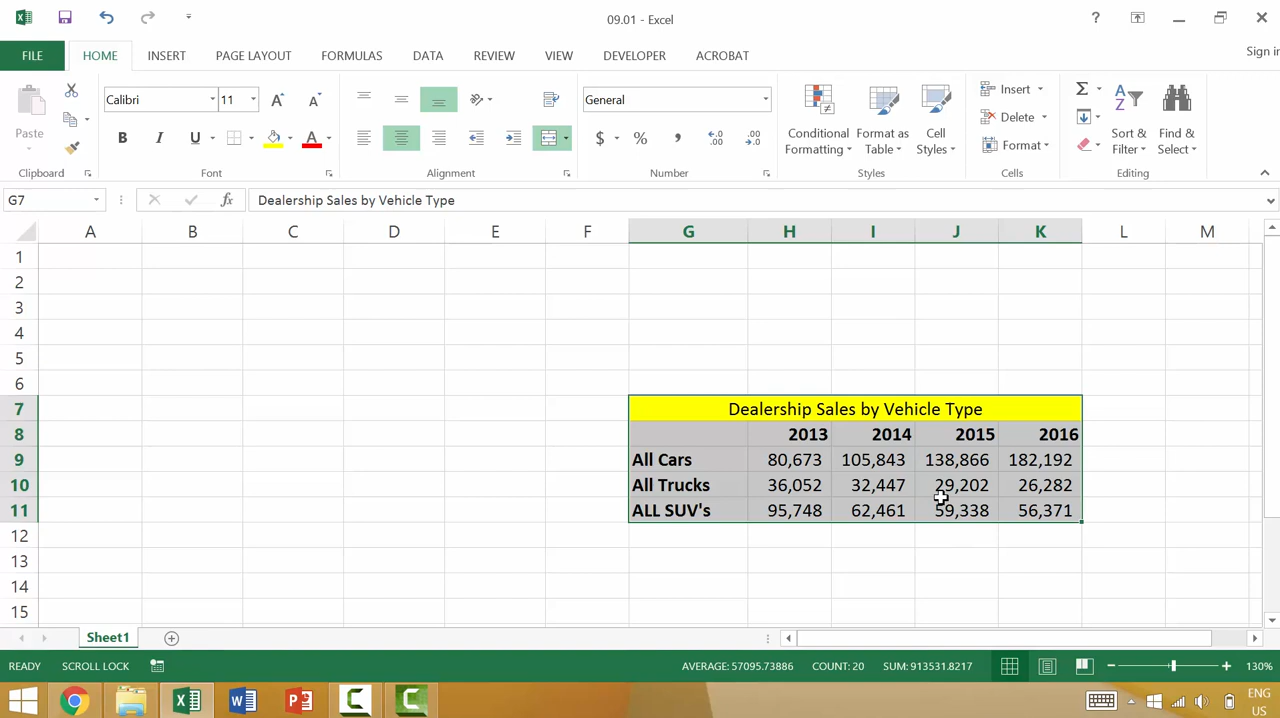 09.01 - Excel
?
FILE HOME INSERT PAGE LAYOUT FORMULAS DATA REVIEW VIEW DEVELOPER ACROBAT
Sign in
Paste
Clipboard
Calibri 11
B I U A
Font
Alignment
General
$ % ,
Number
Conditional Formatting
Format as Table
Cell Styles
Styles
Insert
Delete
Format
Cells
Sort & Filter
Find & Select
Editing
G7 fx Dealership Sales by Vehicle Type
A B C D E F G H I J K L M
1
2
3
4
5
6
7 Dealership Sales by Vehicle Type
8 2013 2014 2015 2016
9 All Cars 80,673 105,843 138,866 182,192
10 All Trucks 36,052 32,447 29,202 26,282
11 ALL SUV's 95,748 62,461 59,338 56,371
12
13
14
15
Sheet1
READY SCROLL LOCK AVERAGE: 57095.73886 COUNT: 20 SUM: 913531.8217 130%
ENG
US